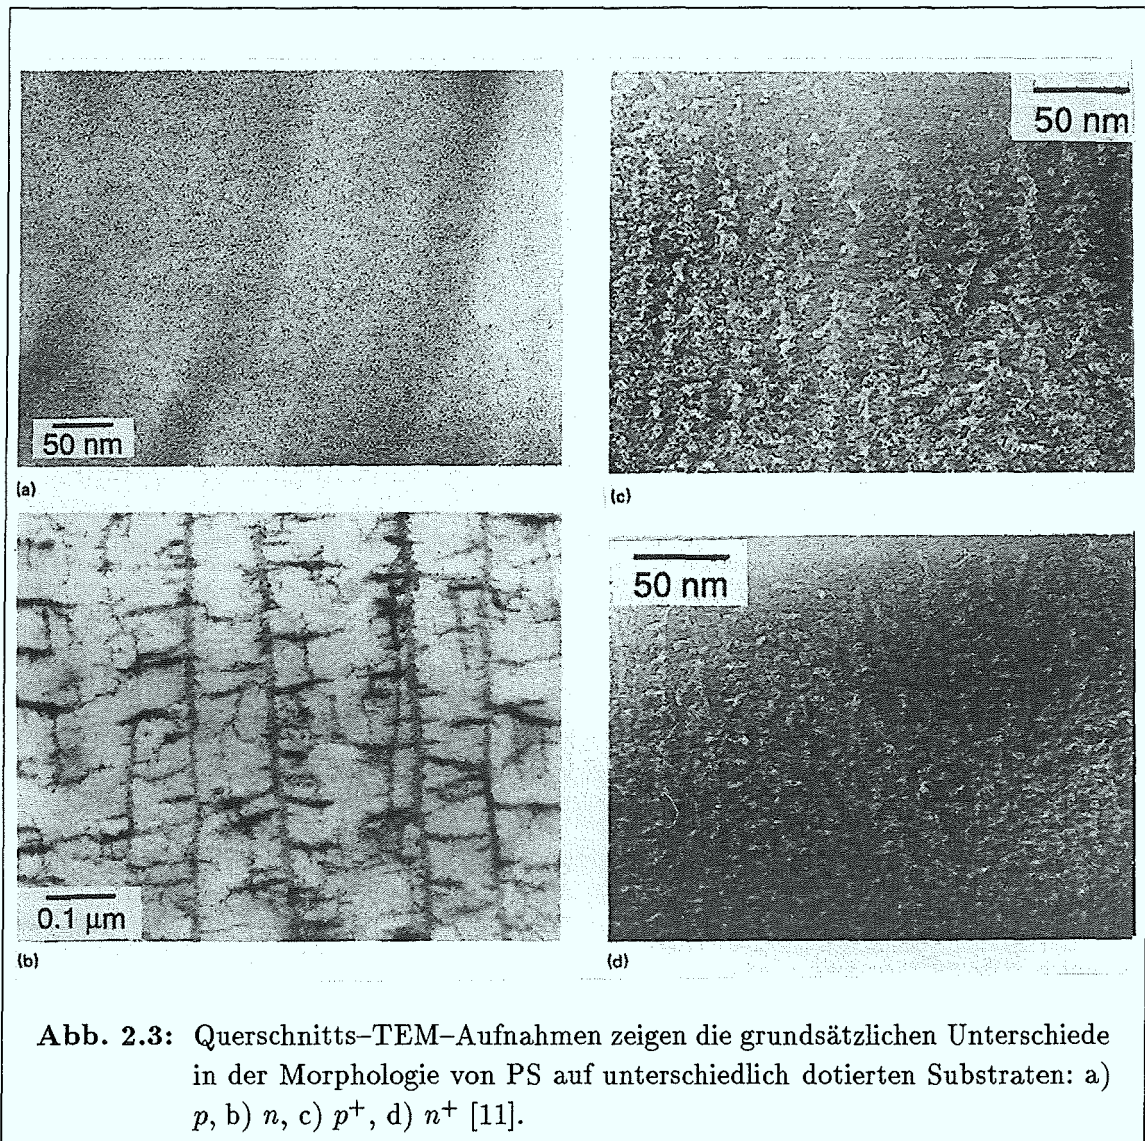 50 nm
(a)
50 nm
(c)
0.1 μm
(b)
50 nm
(d)
Abb. 2.3: Querschnitts–TEM–Aufnahmen zeigen die grundsätzlichen Unterschiede
in der Morphologie von PS auf unterschiedlich dotierten Substraten: a)
p, b) n, c) p⁺, d) n⁺ [11].